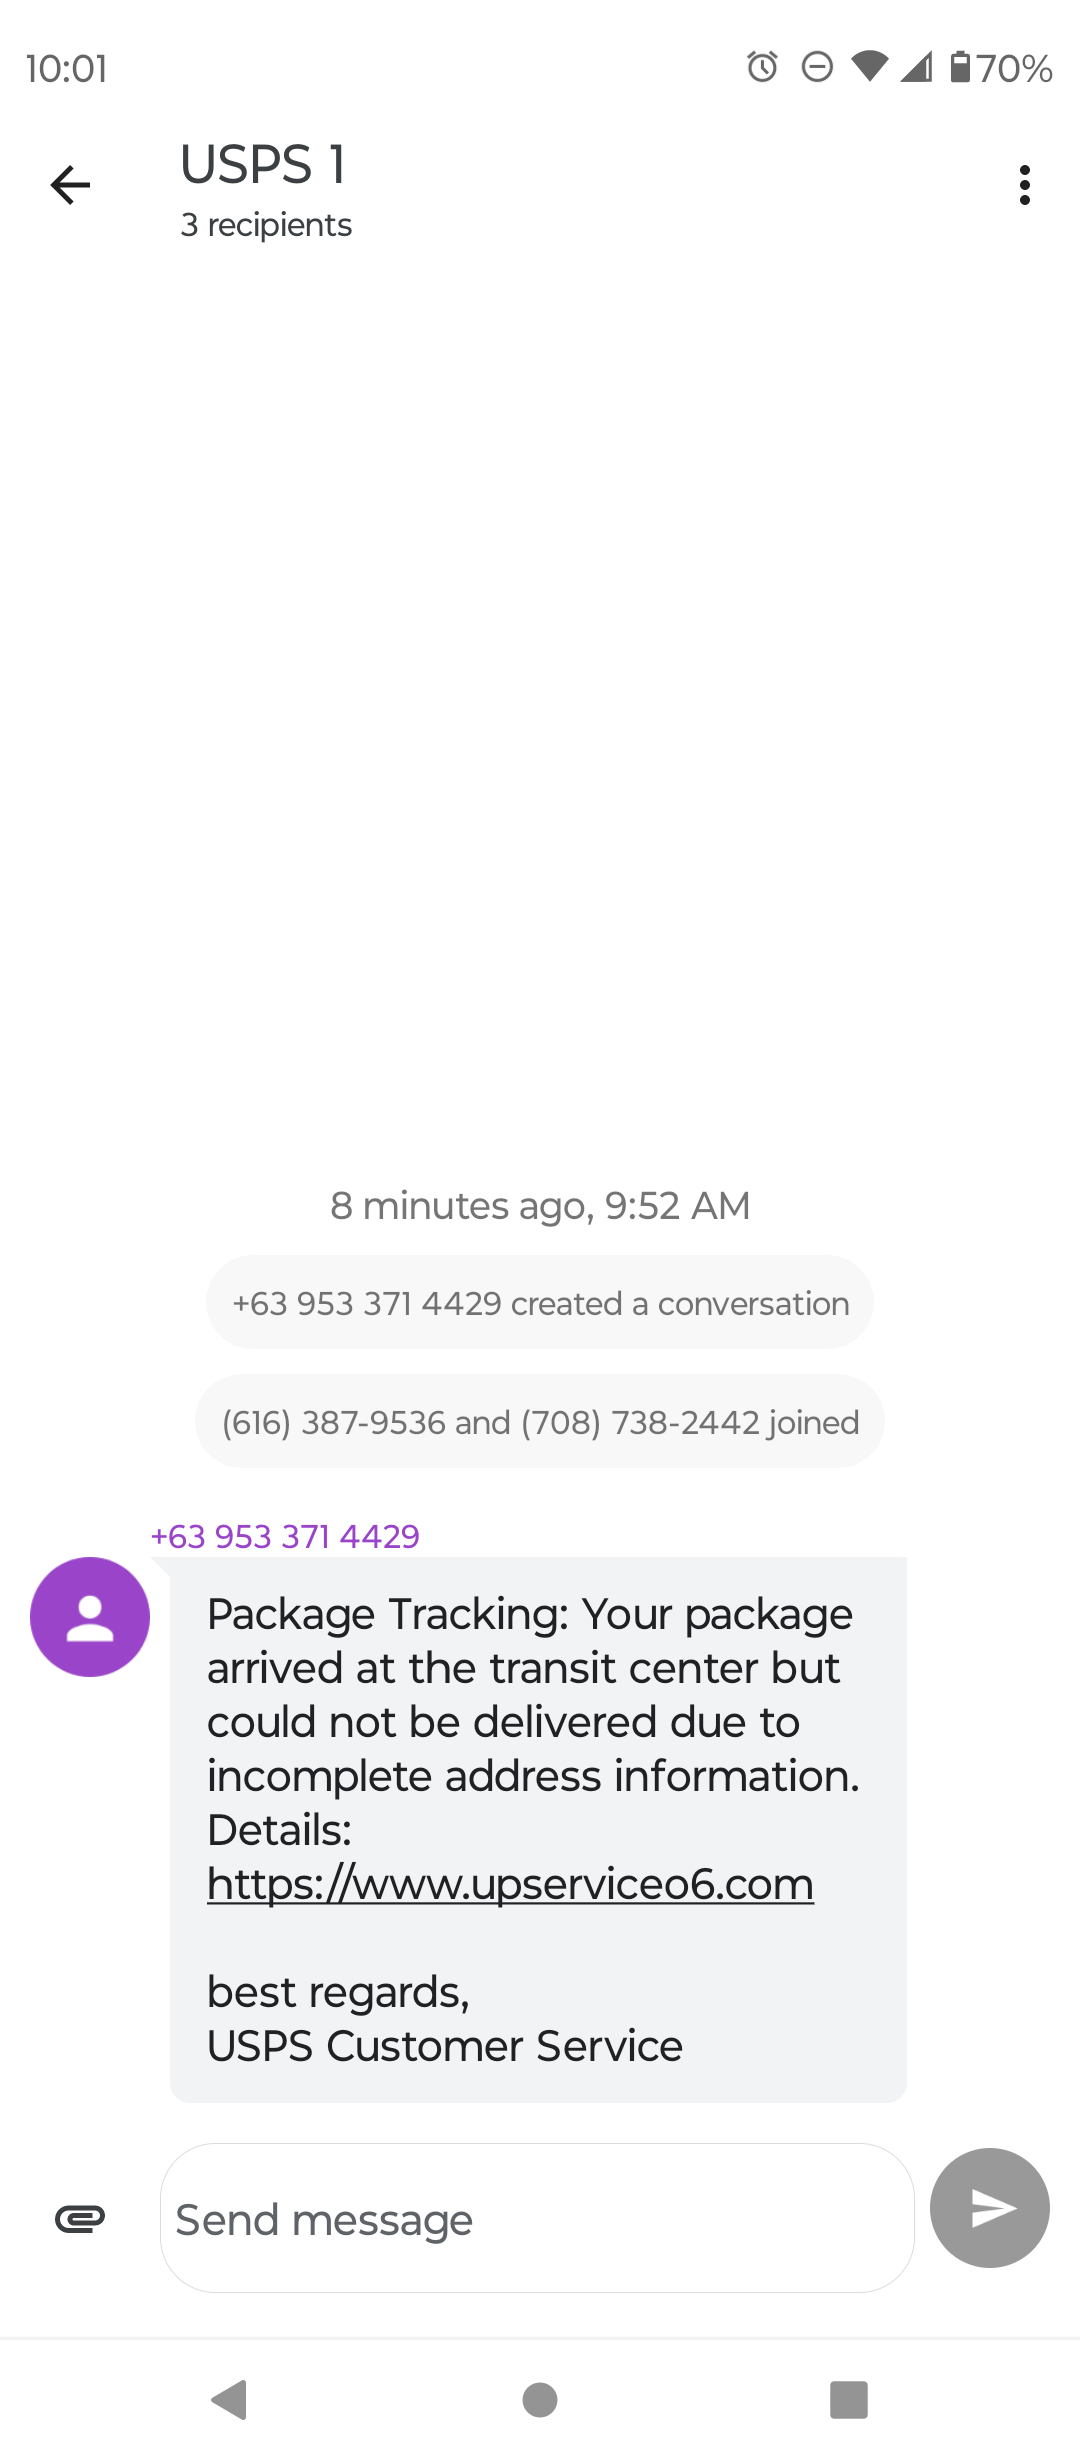 10:01
70%
USPS 1
3 recipients
8 minutes ago, 9:52 AM
+63 953 371 4429 created a conversation
(616) 387-9536 and (708) 738-2442 joined
+63 953 371 4429
Package Tracking: Your package
arrived at the transit center but
could not be delivered due to
incomplete address information.
Details:
https://www.upserviceo6.com
best regards,
USPS Customer Service
Send message